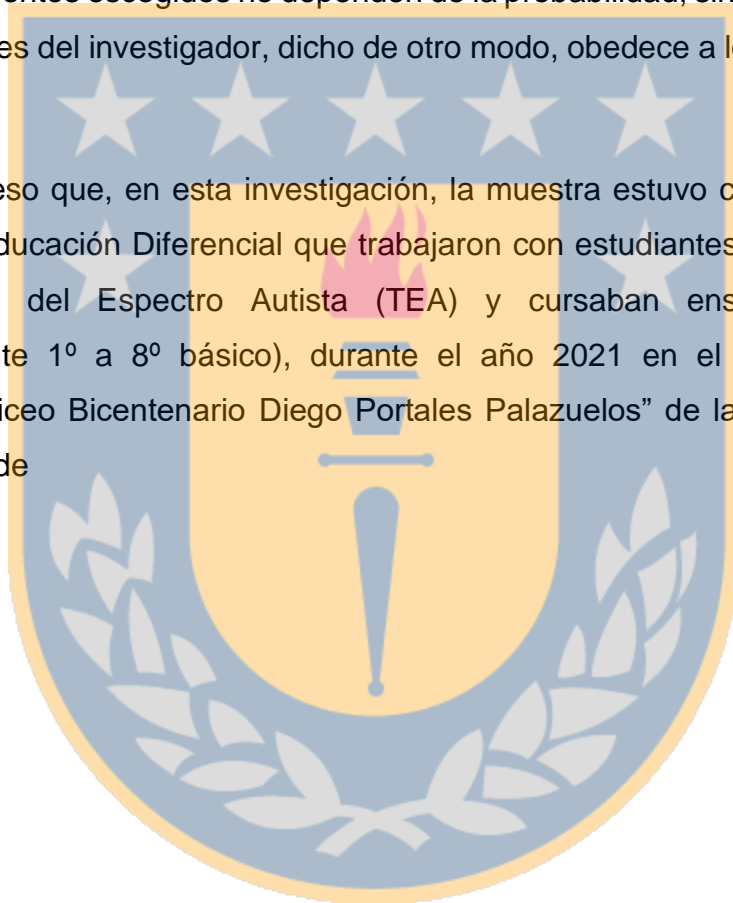 escogidos no dependen de la probabilidad, sin
es del investigador, dicho de otro modo, obedece a l
eso que, en esta investigación, la muestra estuvo c
ducación Diferencial que trabajaron con estudiantes
del Espectro Autista (TEA) y cursaban ens
te 1º a 8º básico), durante el año 2021 en el
iceo Bicentenario Diego Portales Palazuelos” de la
de